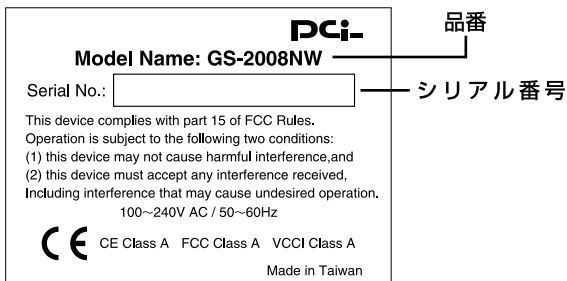 PCi
Model Name: GS-2008NW
品番
Serial No.:
シリアル番号
This device complies with part 15 of FCC Rules.
Operation is subject to the following two conditions:
(1) this device may not cause harmful interference,and
(2) this device must accept any interference received,
Including interference that may cause undesired operation.
100~240V AC / 50~60Hz
CE CE Class A FCC Class A VCCI Class A
Made in Taiwan